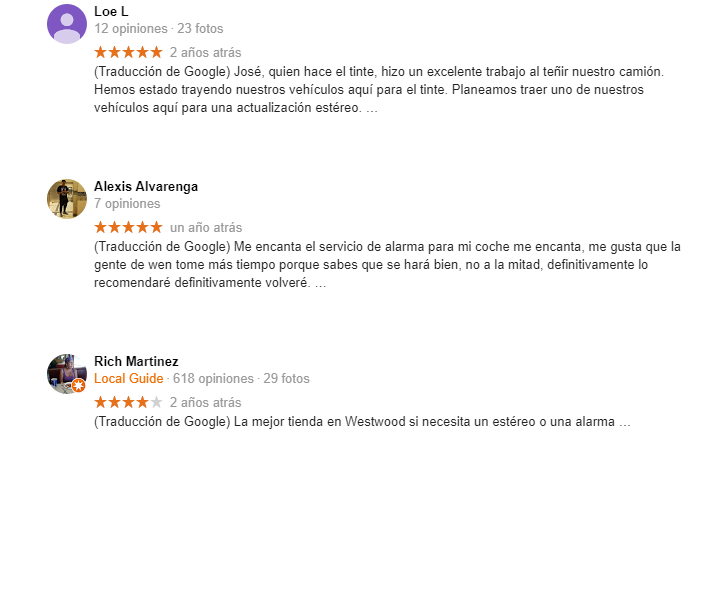 Loe L
12 opiniones · 23 fotos
2 años atrás
(Traducción de Google) José, quien hace el tinte, hizo un excelente trabajo al teñir nuestro camión.
Hemos estado trayendo nuestros vehículos aquí para el tinte. Planeamos traer uno de nuestros
vehículos aquí para una actualización estéreo. …
Alexis Alvarenga
7 opiniones
un año atrás
(Traducción de Google) Me encanta el servicio de alarma para mi coche me encanta, me gusta que la
gente de wen tome más tiempo porque sabes que se hará bien, no a la mitad, definitivamente lo
recomendaré definitivamente volveré. …
Rich Martinez
Local Guide · 618 opiniones · 29 fotos
2 años atrás
(Traducción de Google) La mejor tienda en Westwood si necesita un estéreo o una alarma …